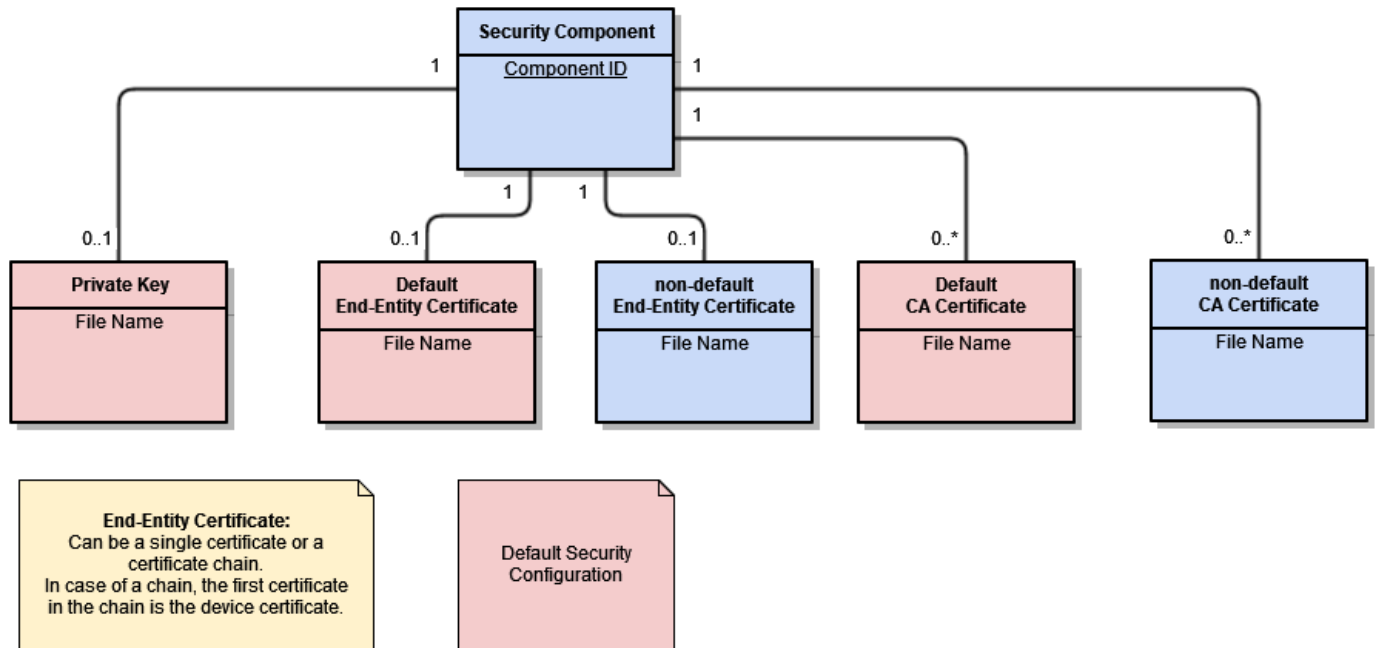 Security Component
Component ID
1
1
1
1
1
0..1
0..1
0..1
0..*
0..*
Private Key
File Name
Default
End-Entity Certificate
File Name
non-default
End-Entity Certificate
File Name
Default
CA Certificate
File Name
non-default
CA Certificate
File Name
End-Entity Certificate:
Can be a single certificate or a
certificate chain.
In case of a chain, the first certificate
in the chain is the device certificate.
Default Security
Configuration